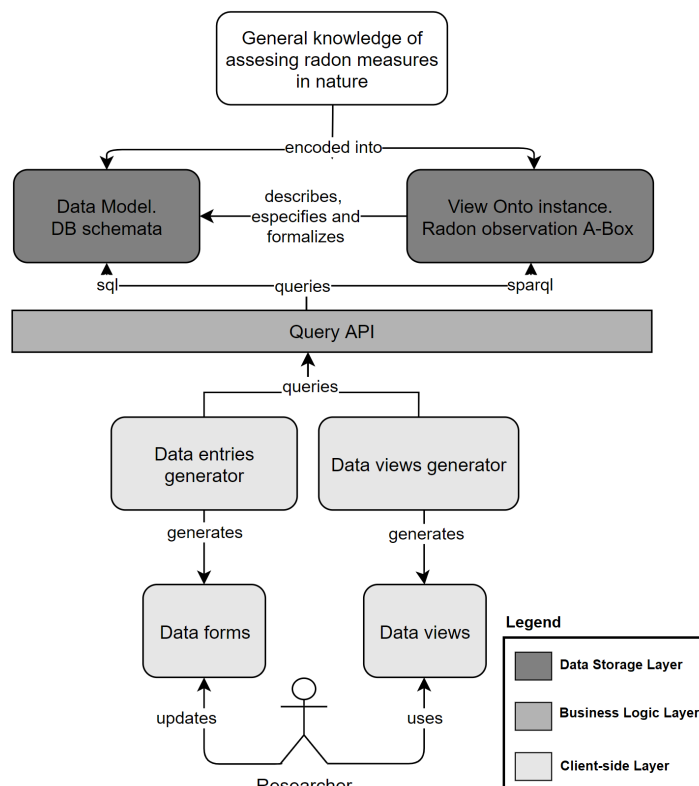 General knowledge of
assesing radon measures
in nature
encoded into
Data Model.
DB schemata
describes,
especifies and
formalizes
View Onto instance.
Radon observation A-Box
sql
queries
sparql
Query API
queries
Data entries
generator
Data views generator
generates
generates
Data forms
Data views
updates
uses
Researcher
Legend
Data Storage Layer
Business Logic Layer
Client-side Layer